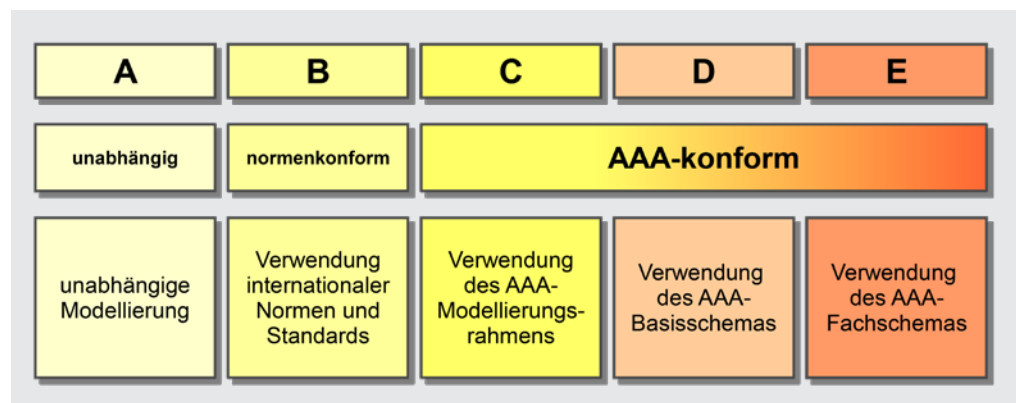 A
B
C
D
E
unabhängig
normenkonform
AAA-konform
unabhängige
Modellierung
Verwendung
internationaler
Normen und
Standards
Verwendung
des AAA-
Modellierungs-
rahmens
Verwendung
des AAA-
Basisschemas
Verwendung
des AAA-
Fachschemas